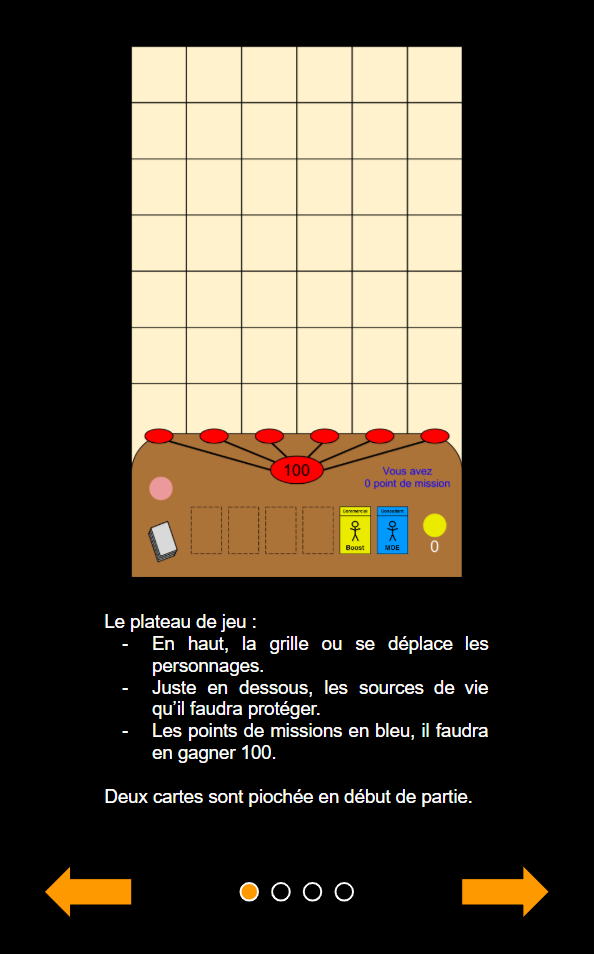 100
Vous avez
0 point de mission
Commercial
Boost
Consultant
MOE
0
Le plateau de jeu :
- En haut, la grille ou se déplace les
personnages.
- Juste en dessous, les sources de vie
qu'il faudra protéger.
- Les points de missions en bleu, il faudra
en gagner 100.
Deux cartes sont piochée en début de partie.